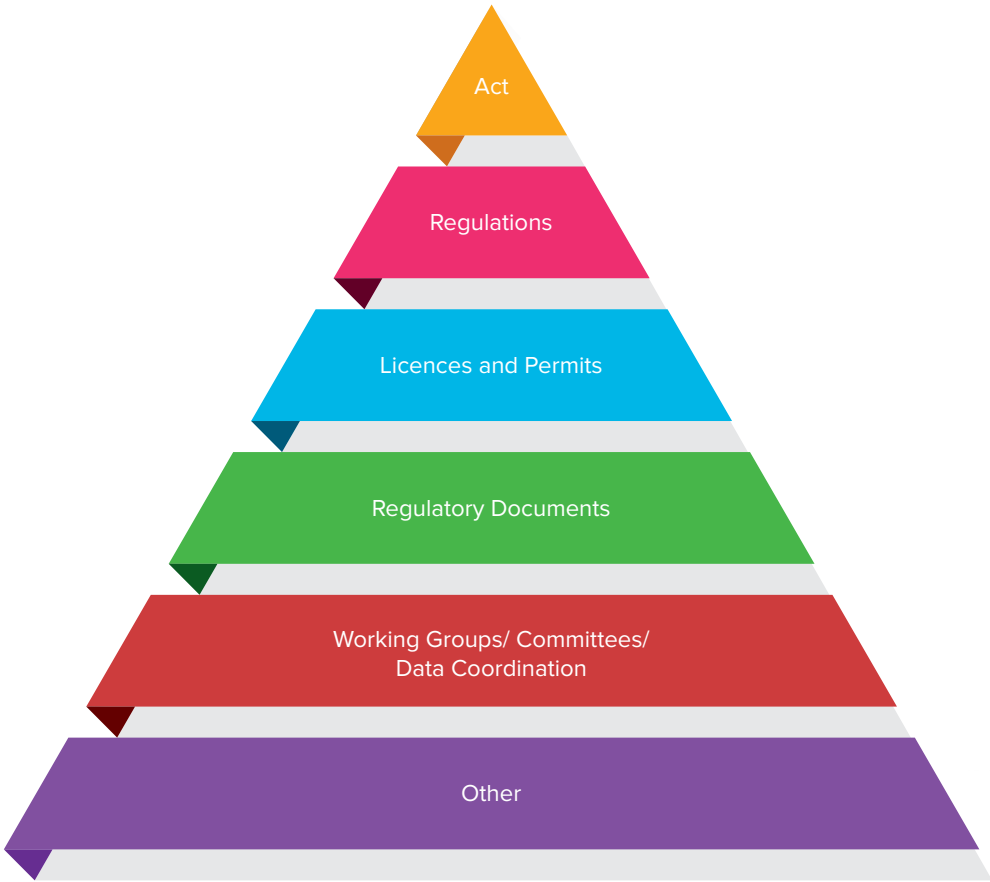 Act
Regulations
Licences and Permits
Regulatory Documents
Working Groups/ Committees/
Data Coordination
Other